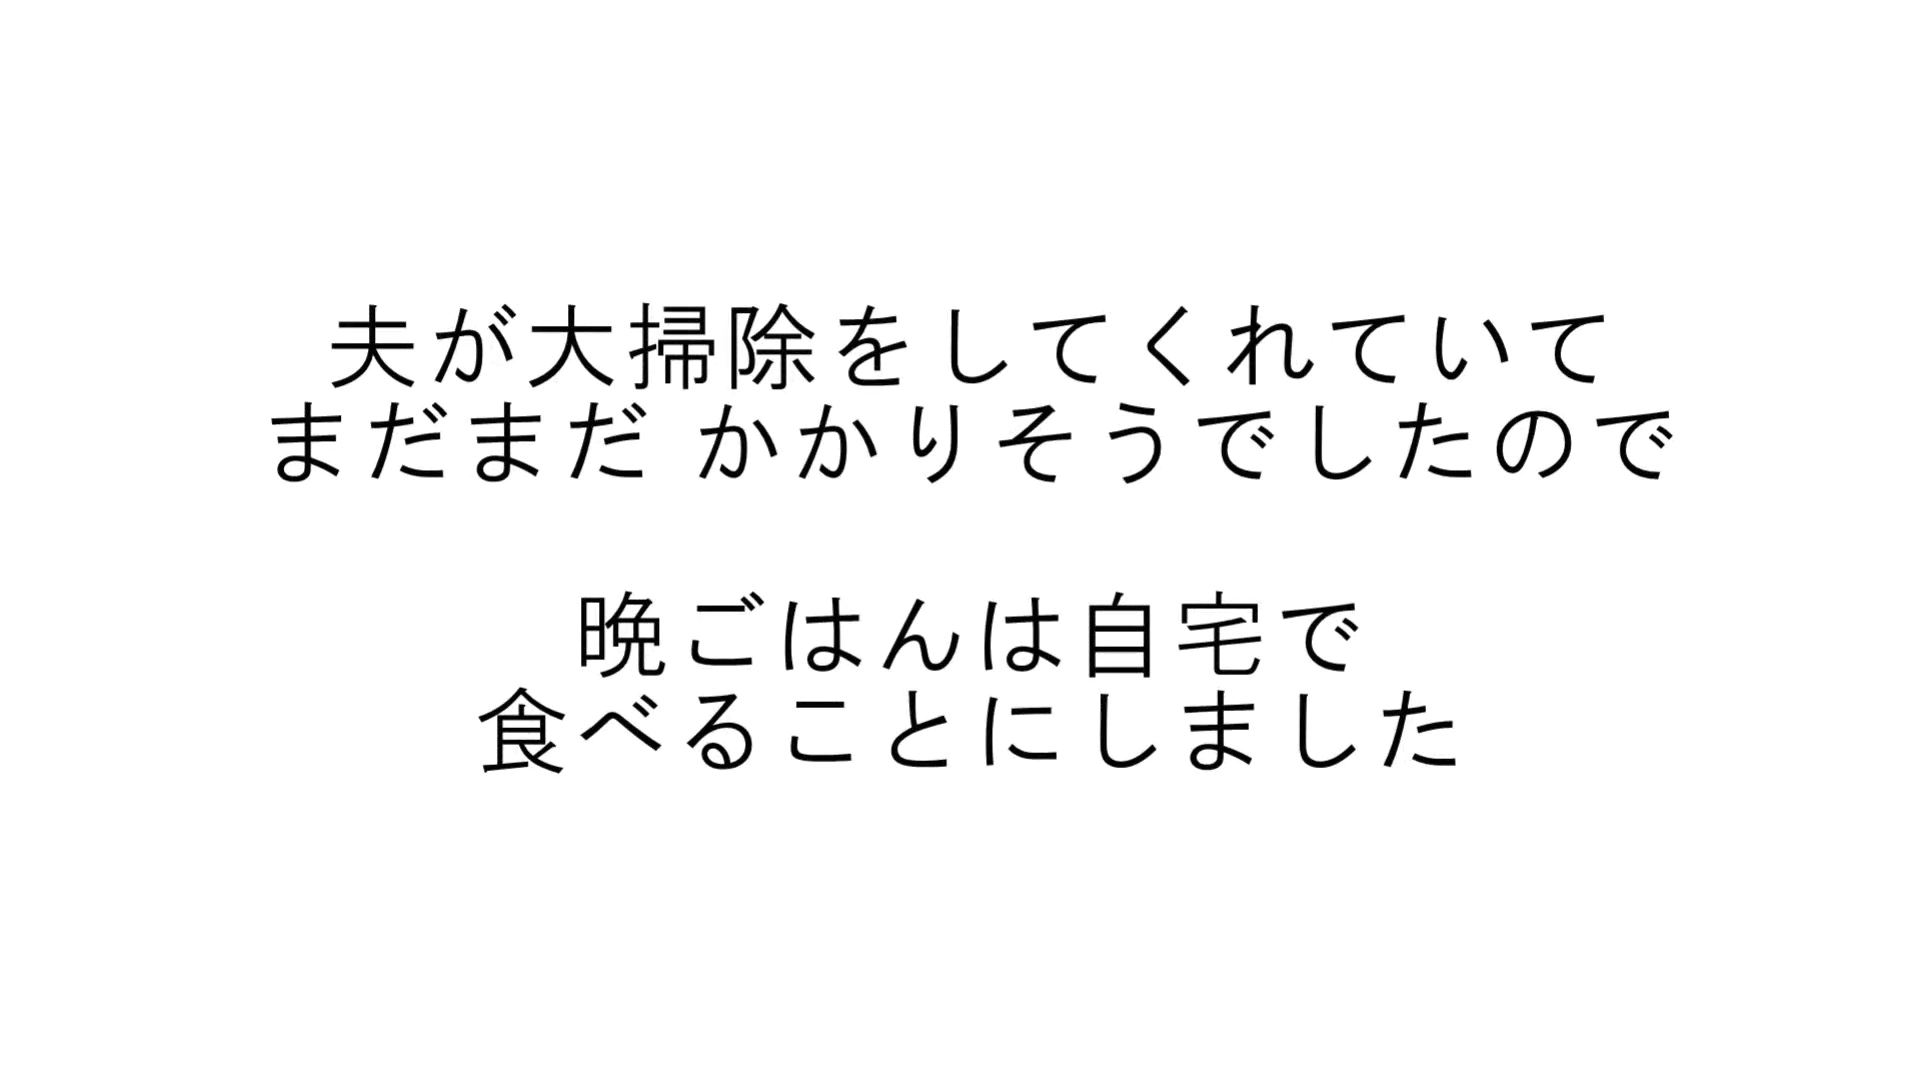 夫が大掃除をしてくれていて
まだまだ かかりそうでしたので
晩ごはんは自宅で
食べることにしました